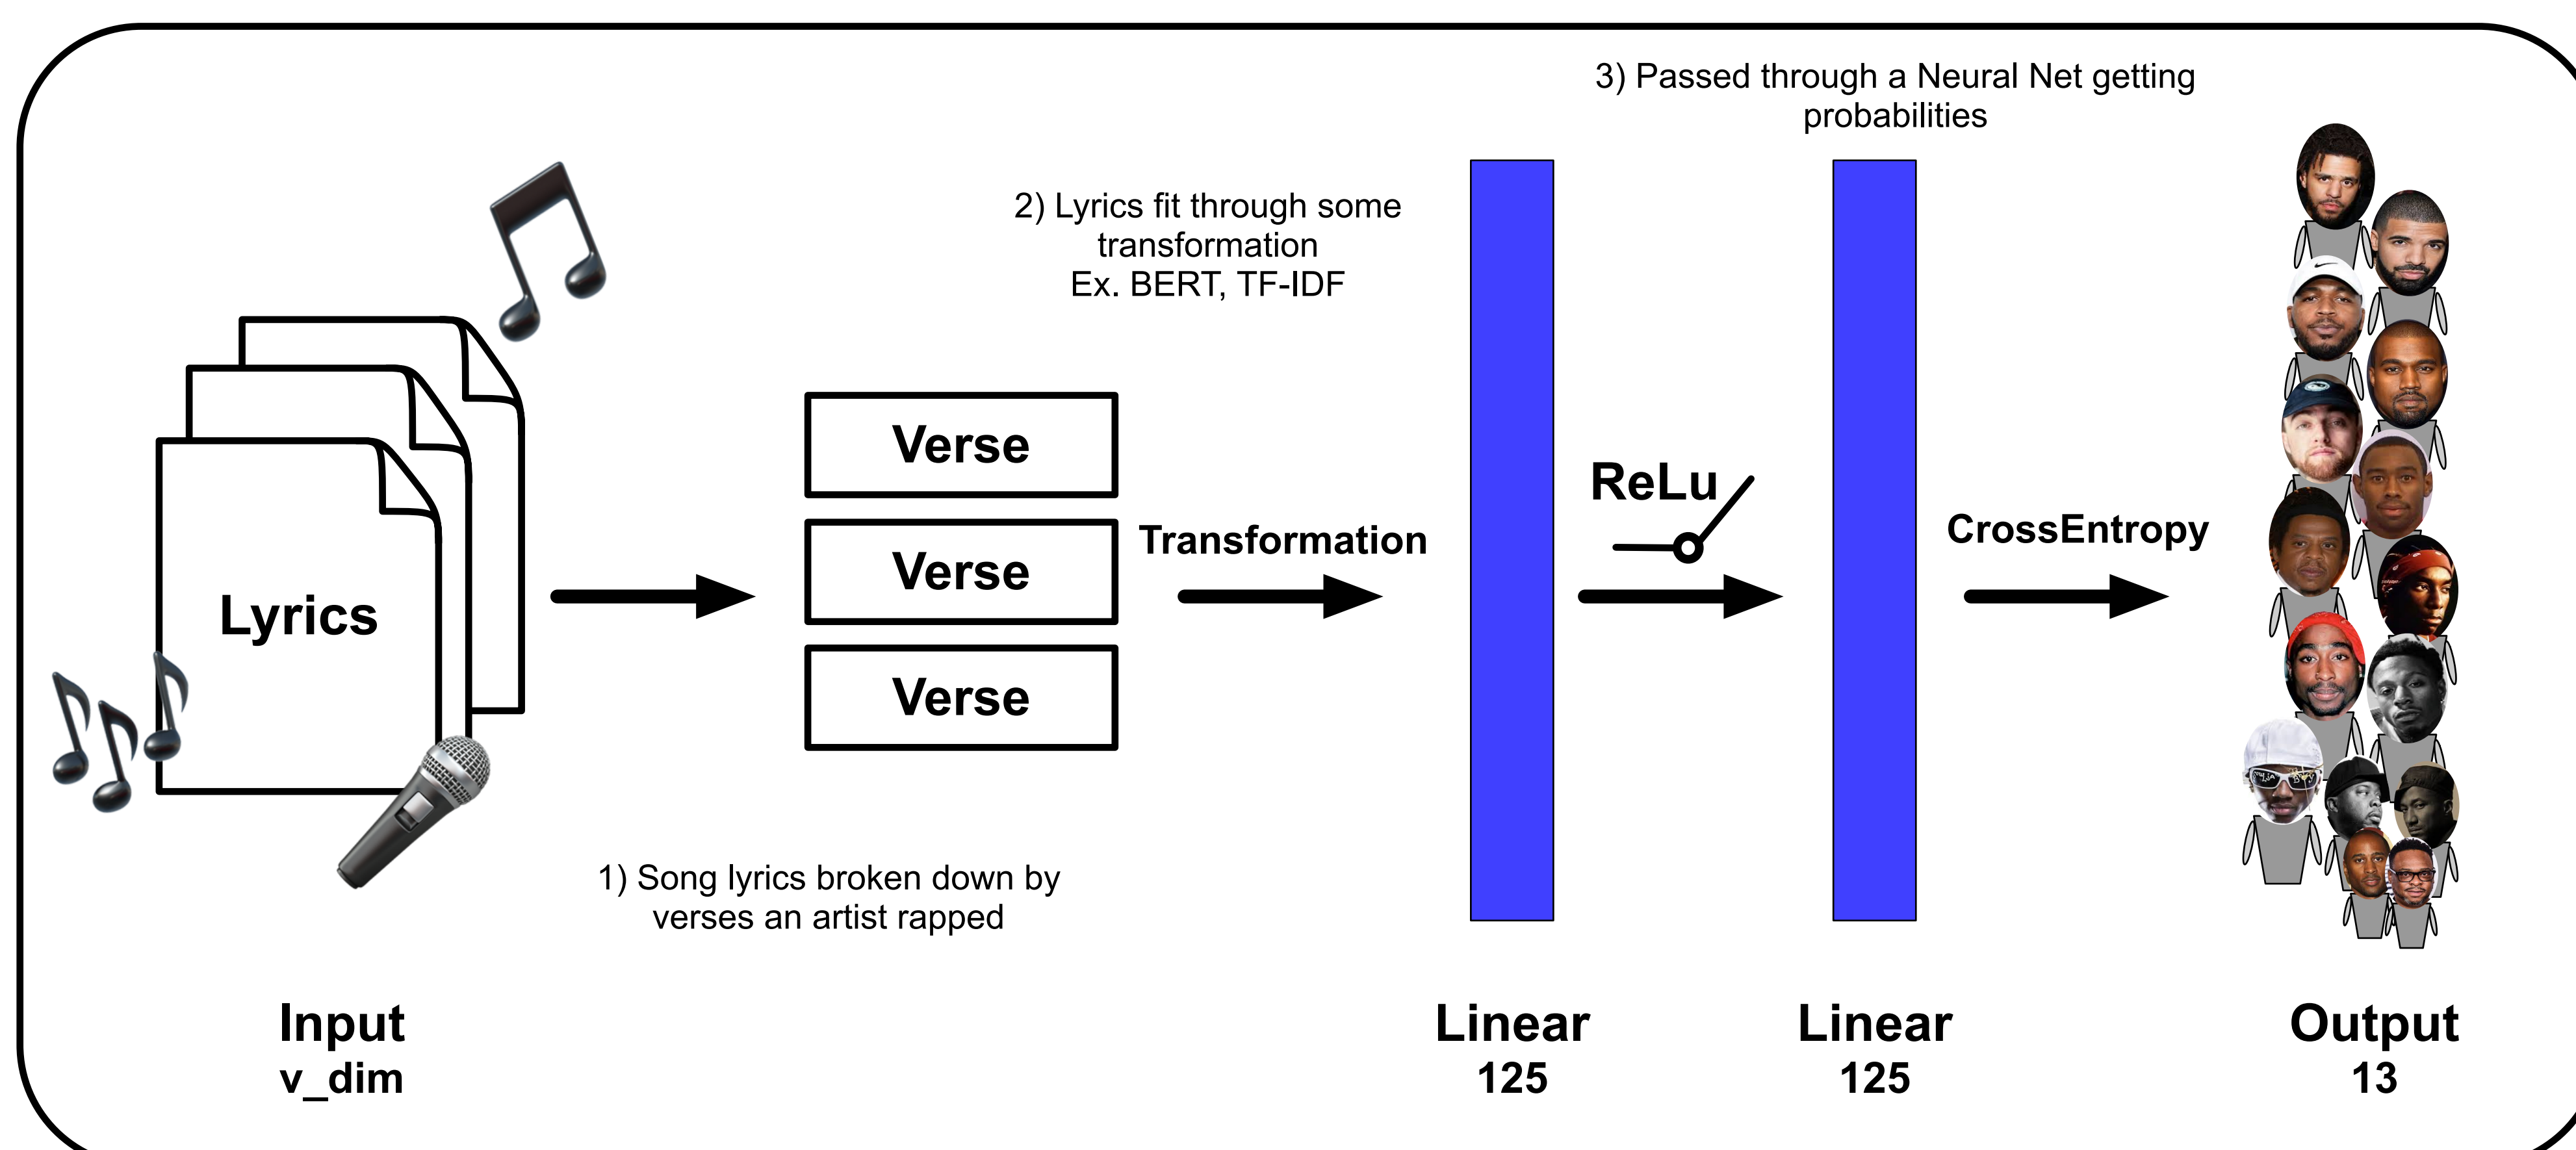 3) Passed through a Neural Net getting
probabilities
2) Lyrics fit through some
transformation
Ex. BERT, TF-IDF
Lyrics
Verse
Verse
Verse
Transformation
ReLu
CrossEntropy
1) Song lyrics broken down by
verses an artist rapped
Input
v_dim
Linear
125
Linear
125
Output
13